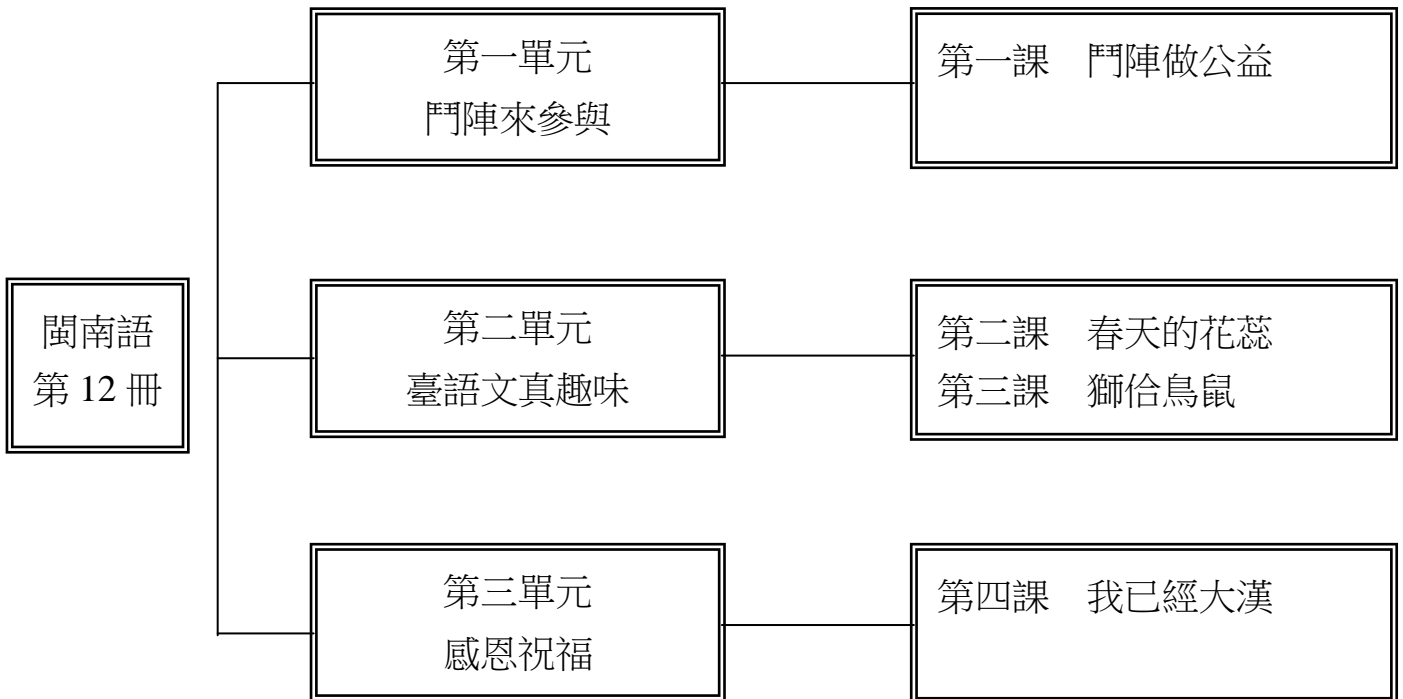 閩南語
第 12 冊
第一單元
鬥陣來參與
第一課　鬥陣做公益
第二單元
臺語文真趣味
第二課　春天的花蕊
第三課　獅佮鳥鼠
第三單元
感恩祝福
第四課　我已經大漢